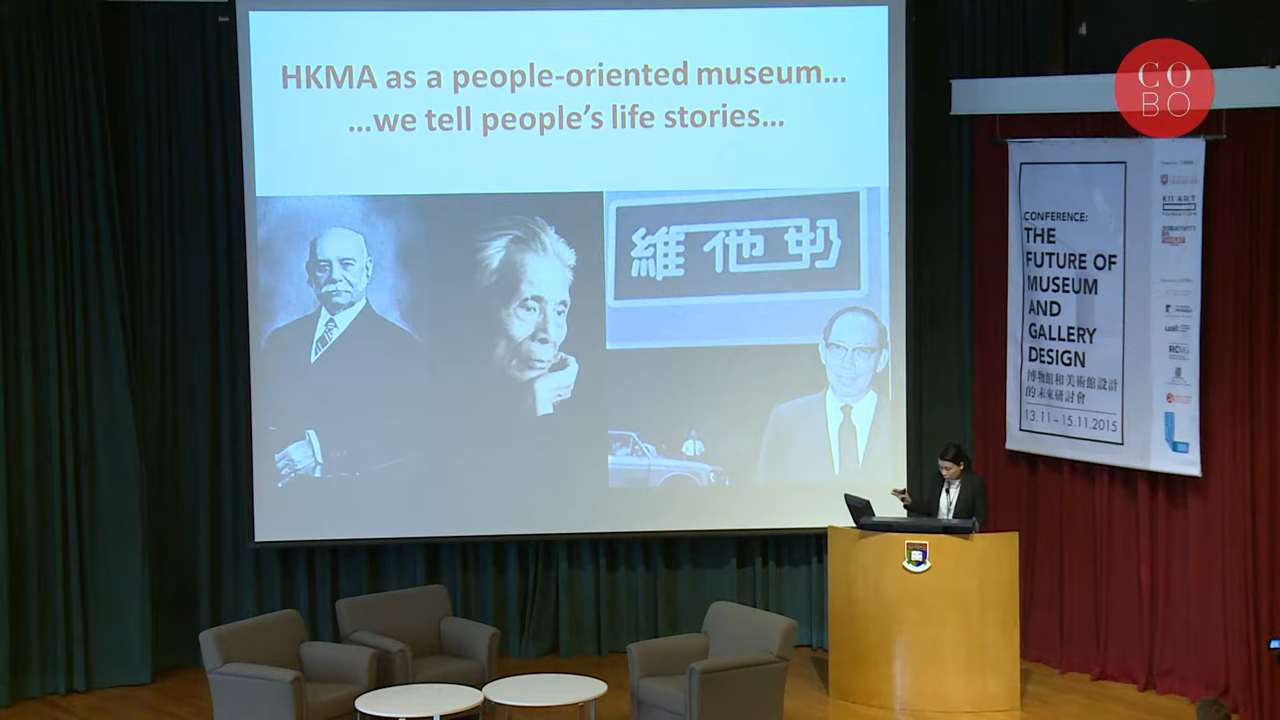 HKMA as a people-oriented museum...
...we tell people's life stories...
維他奶
CO
BO
CONFERENCE:
THE
FUTURE OF
MUSEUM
AND
GALLERY
DESIGN
博物館和美術館設計
的未來研討會
13.11 – 15.11.2015
K11 ART